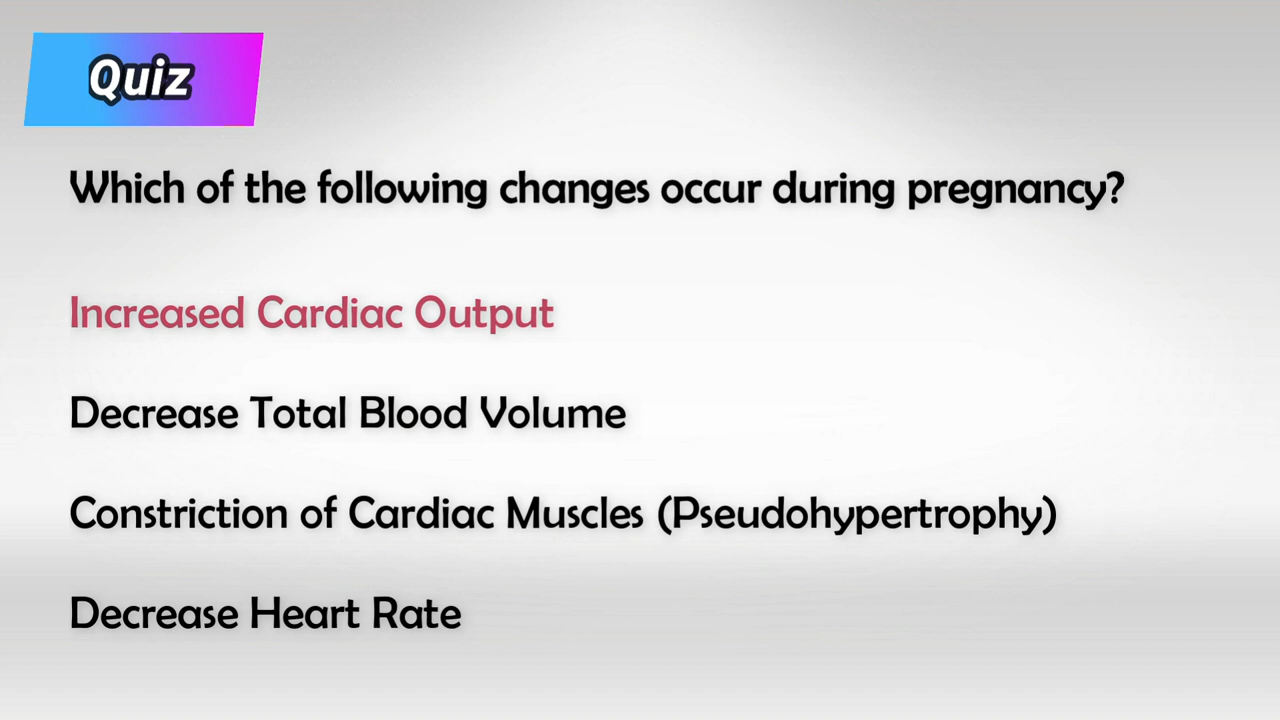 Quiz
Which of the following changes occur during pregnancy?
Increased Cardiac Output
Decrease Total Blood Volume
Constriction of Cardiac Muscles (Pseudohypertrophy)
Decrease Heart Rate